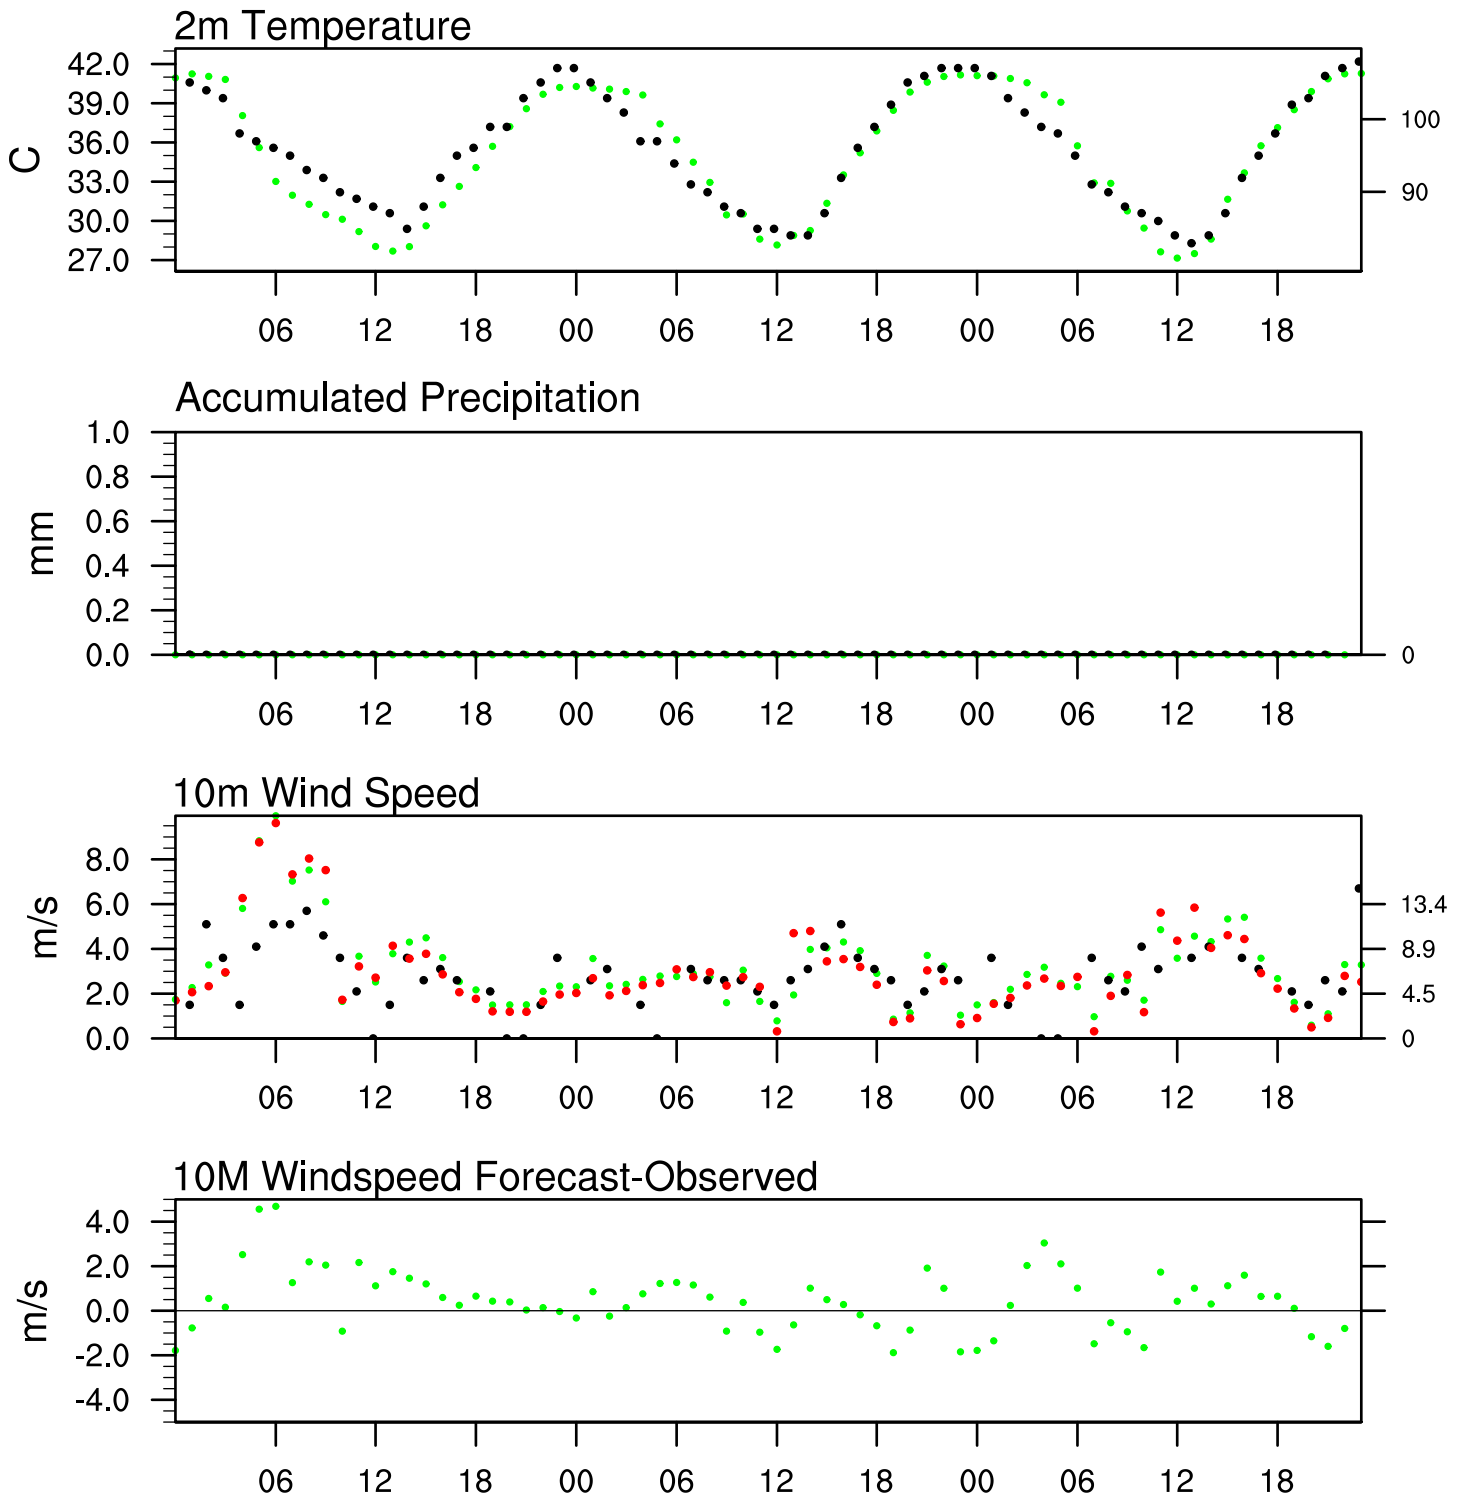 2m Temperature
42.0
39.0
36.0
33.0
30.0
27.0
C
100
90
06 12 18 00 06 12 18 00 06 12 18
Accumulated Precipitation
1.0
0.8
0.6
0.4
0.2
0.0
mm
0
06 12 18 00 06 12 18 00 06 12 18
10m Wind Speed
8.0
6.0
4.0
2.0
0.0
m/s
13.4
8.9
4.5
0
06 12 18 00 06 12 18 00 06 12 18
10M Windspeed Forecast-Observed
4.0
2.0
0.0
-2.0
-4.0
m/s
06 12 18 00 06 12 18 00 06 12 18